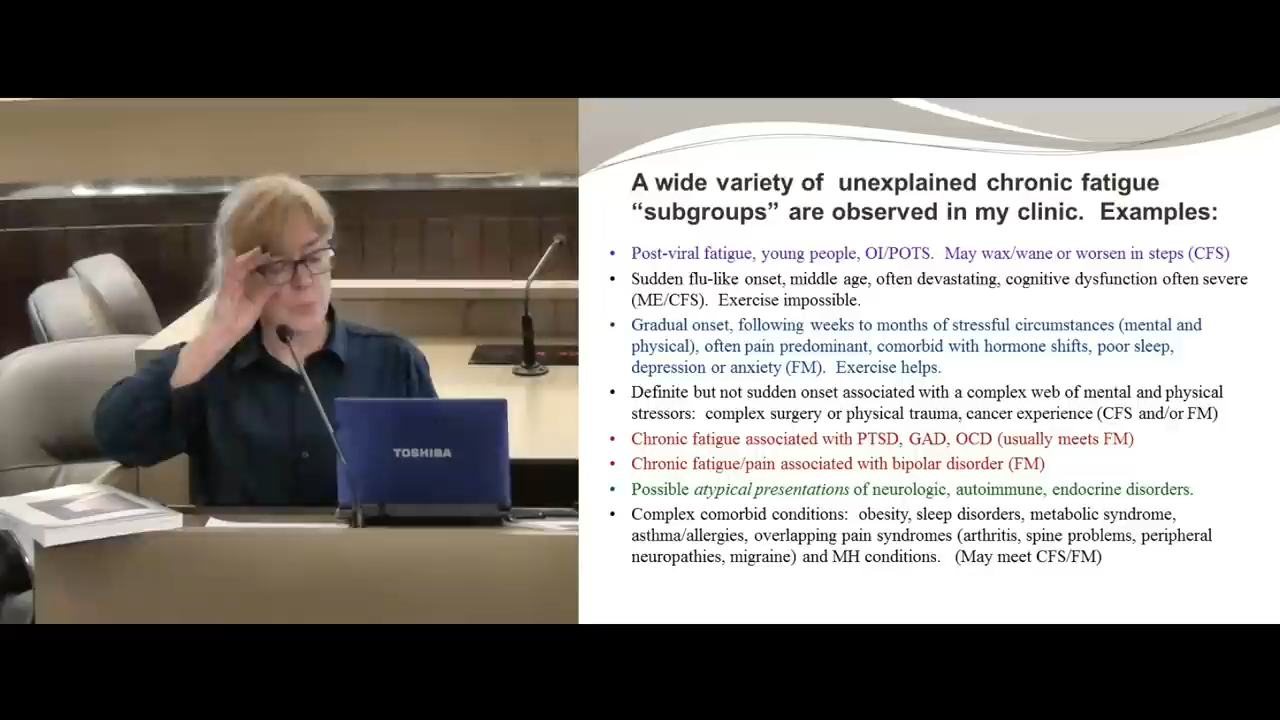 A wide variety of unexplained chronic fatigue
“subgroups” are observed in my clinic. Examples:
• Post-viral fatigue, young people, OI/POTS. May wax/wane or worsen in steps (CFS)
• Sudden flu-like onset, middle age, often devastating, cognitive dysfunction often severe
(ME/CFS). Exercise impossible.
• Gradual onset, following weeks to months of stressful circumstances (mental and
physical), often pain predominant, comorbid with hormone shifts, poor sleep,
depression or anxiety (FM). Exercise helps.
• Definite but not sudden onset associated with a complex web of mental and physical
stressors: complex surgery or physical trauma, cancer experience (CFS and/or FM)
• Chronic fatigue associated with PTSD, GAD, OCD (usually meets FM)
• Chronic fatigue/pain associated with bipolar disorder (FM)
• Possible atypical presentations of neurologic, autoimmune, endocrine disorders.
• Complex comorbid conditions: obesity, sleep disorders, metabolic syndrome,
asthma/allergies, overlapping pain syndromes (arthritis, spine problems, peripheral
neuropathies, migraine) and MH conditions. (May meet CFS/FM)
TOSHIBA